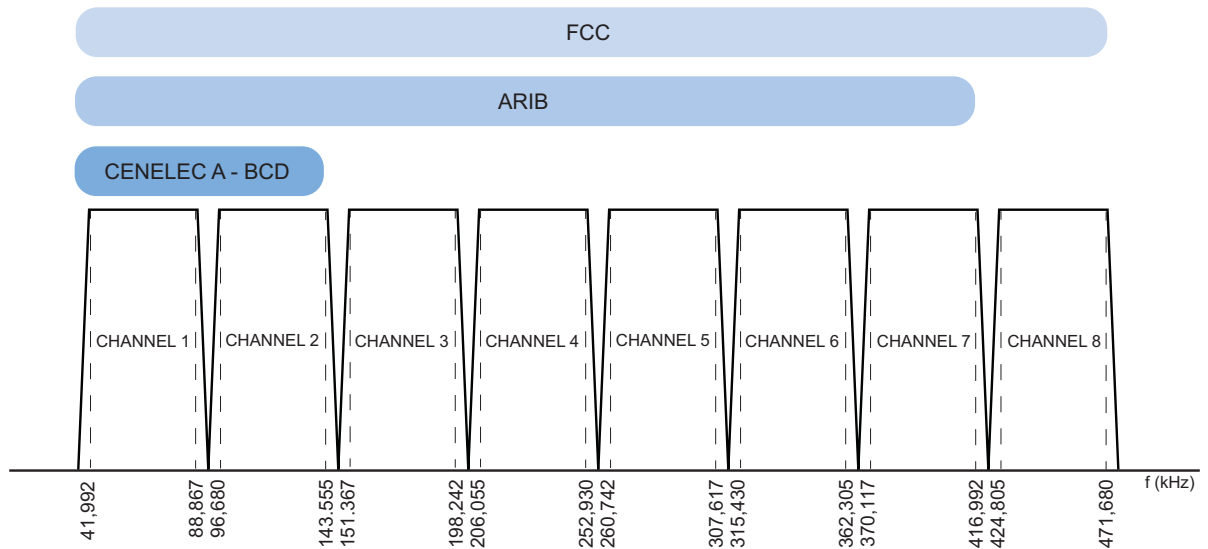 FCC
ARIB
CENELEC A - BCD
CHANNEL 1
CHANNEL 2
CHANNEL 3
CHANNEL 4
CHANNEL 5
CHANNEL 6
CHANNEL 7
CHANNEL 8
f (kHz)
41,992
88,867
96,680
143.555
151.367
198,242
206,055
252,930
260,742
307,617
315,430
362,305
370,117
416,992
424,805
471,680